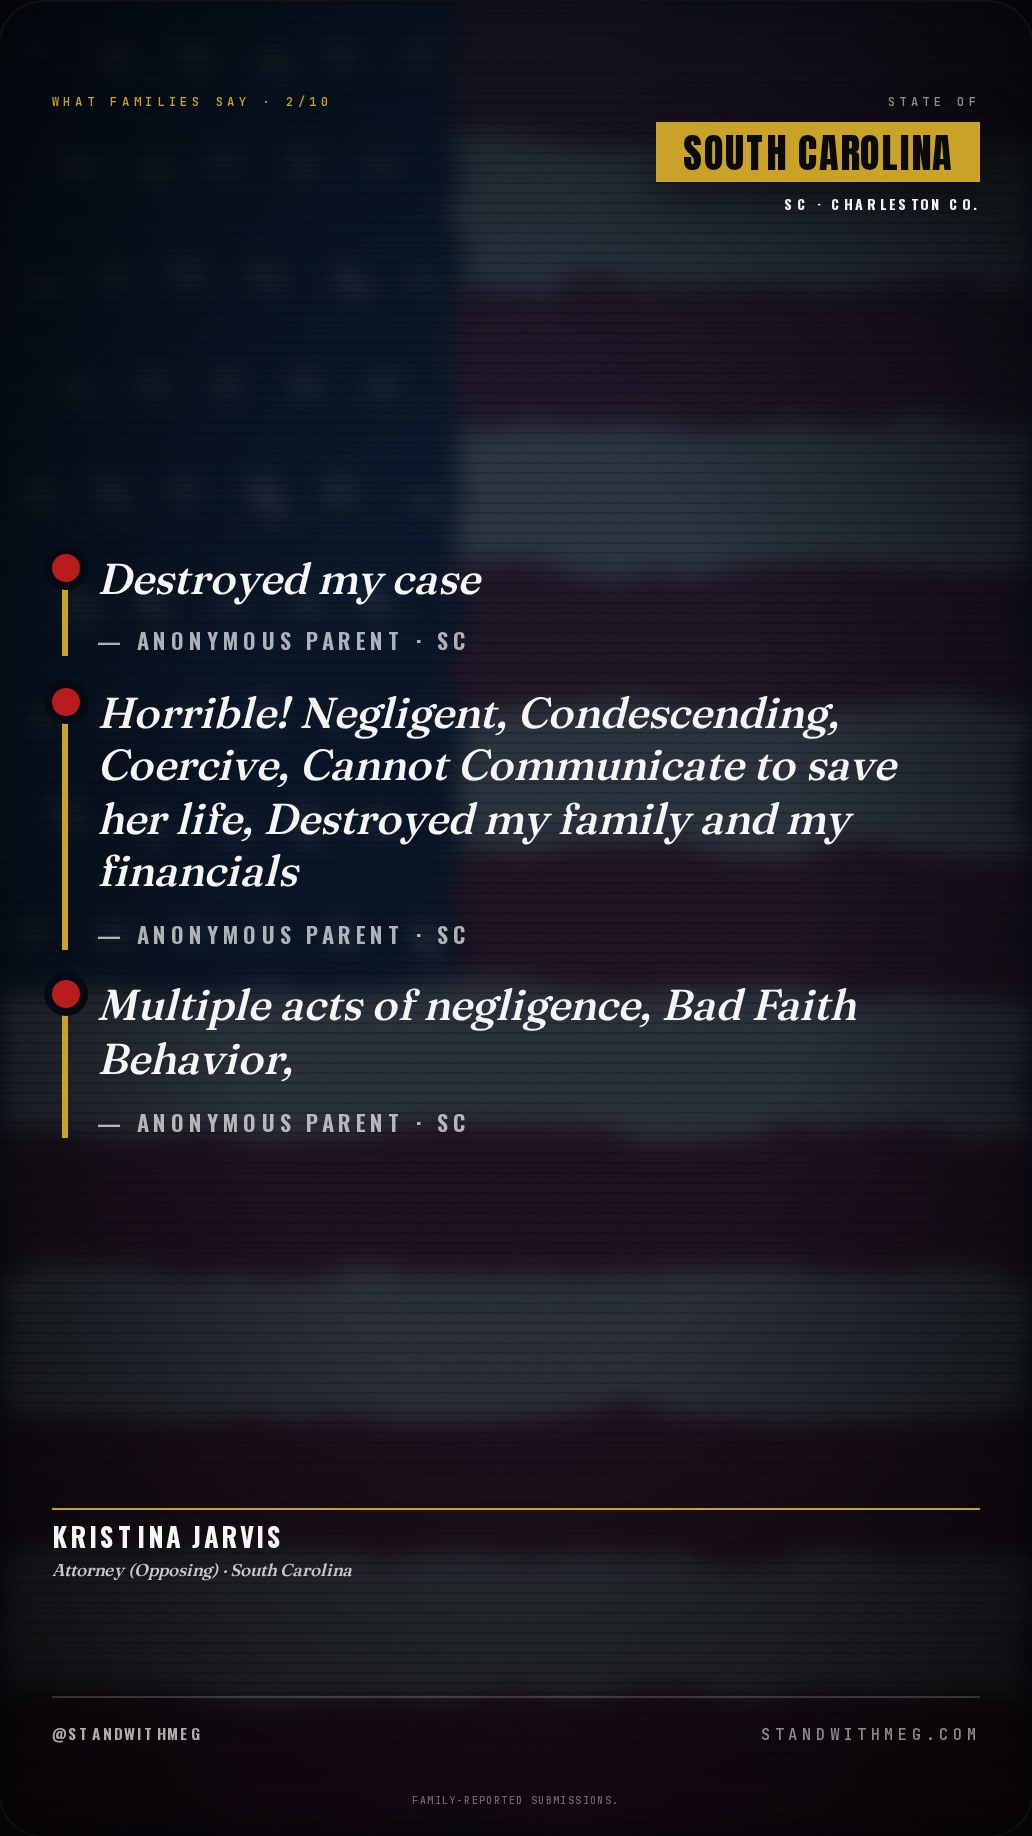 WHAT FAMILIES SAY · 2/10
STATE OF
SOUTH CAROLINA
SC · CHARLESTON CO.
Destroyed my case
— ANONYMOUS PARENT · SC
Horrible! Negligent, Condescending,
Coercive, Cannot Communicate to save
her life, Destroyed my family and my
financials
— ANONYMOUS PARENT · SC
Multiple acts of negligence, Bad Faith
Behavior,
— ANONYMOUS PARENT · SC
KRISTINA JARVIS
Attorney (Opposing) · South Carolina
@STANDWITHMEG
STANDWITHMEG.COM
FAMILY-REPORTED SUBMISSIONS.